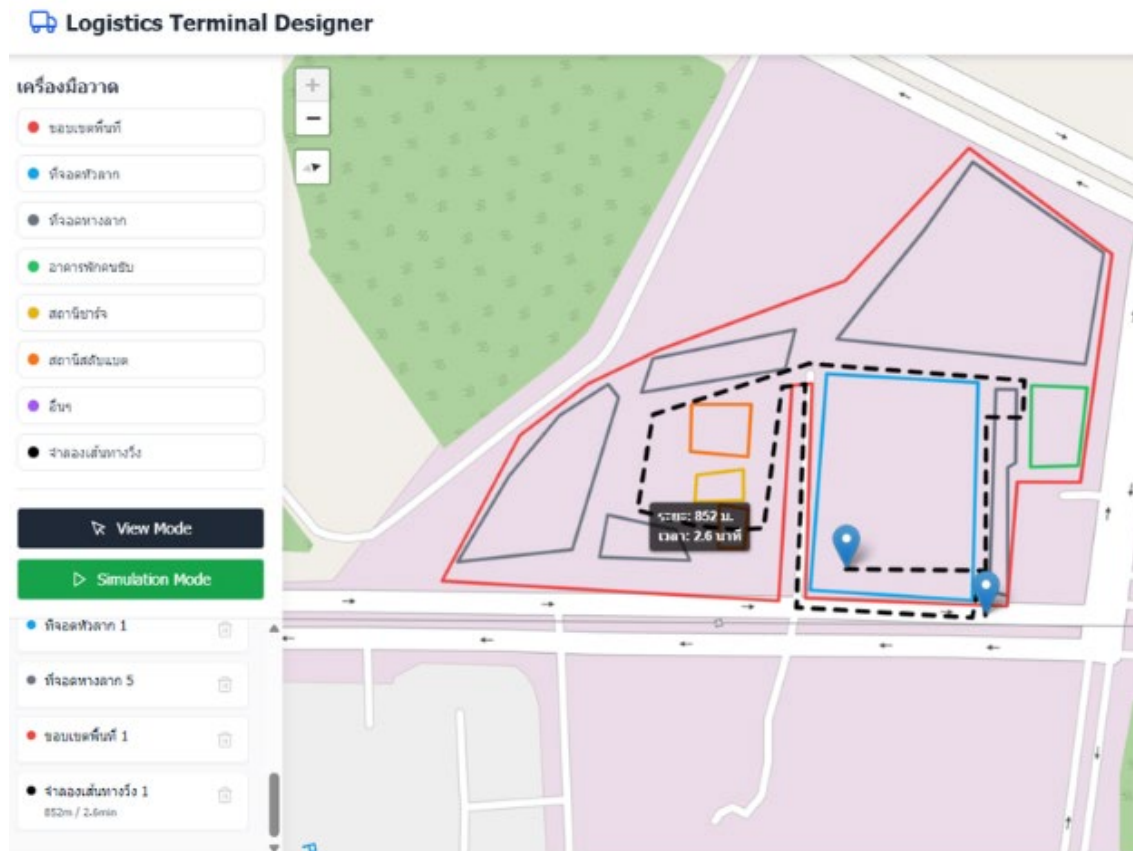 Logistics Terminal Designer
เครื่องมือวาด
+
ขอบเขตพื้นที่
−
ที่จอดหัวลาก
ที่จอดหางลาก
อาคารพักคนขับ
สถานีชาร์จ
สถานีสลับแบต
อื่นๆ
จำลองเส้นทางวิ่ง
ระยะ: 852 ม.
เวลา: 2.6 นาที
View Mode
Simulation Mode
ที่จอดหัวลาก 1
ที่จอดหางลาก 5
ขอบเขตพื้นที่ 1
จำลองเส้นทางวิ่ง 1
852m / 2.6min